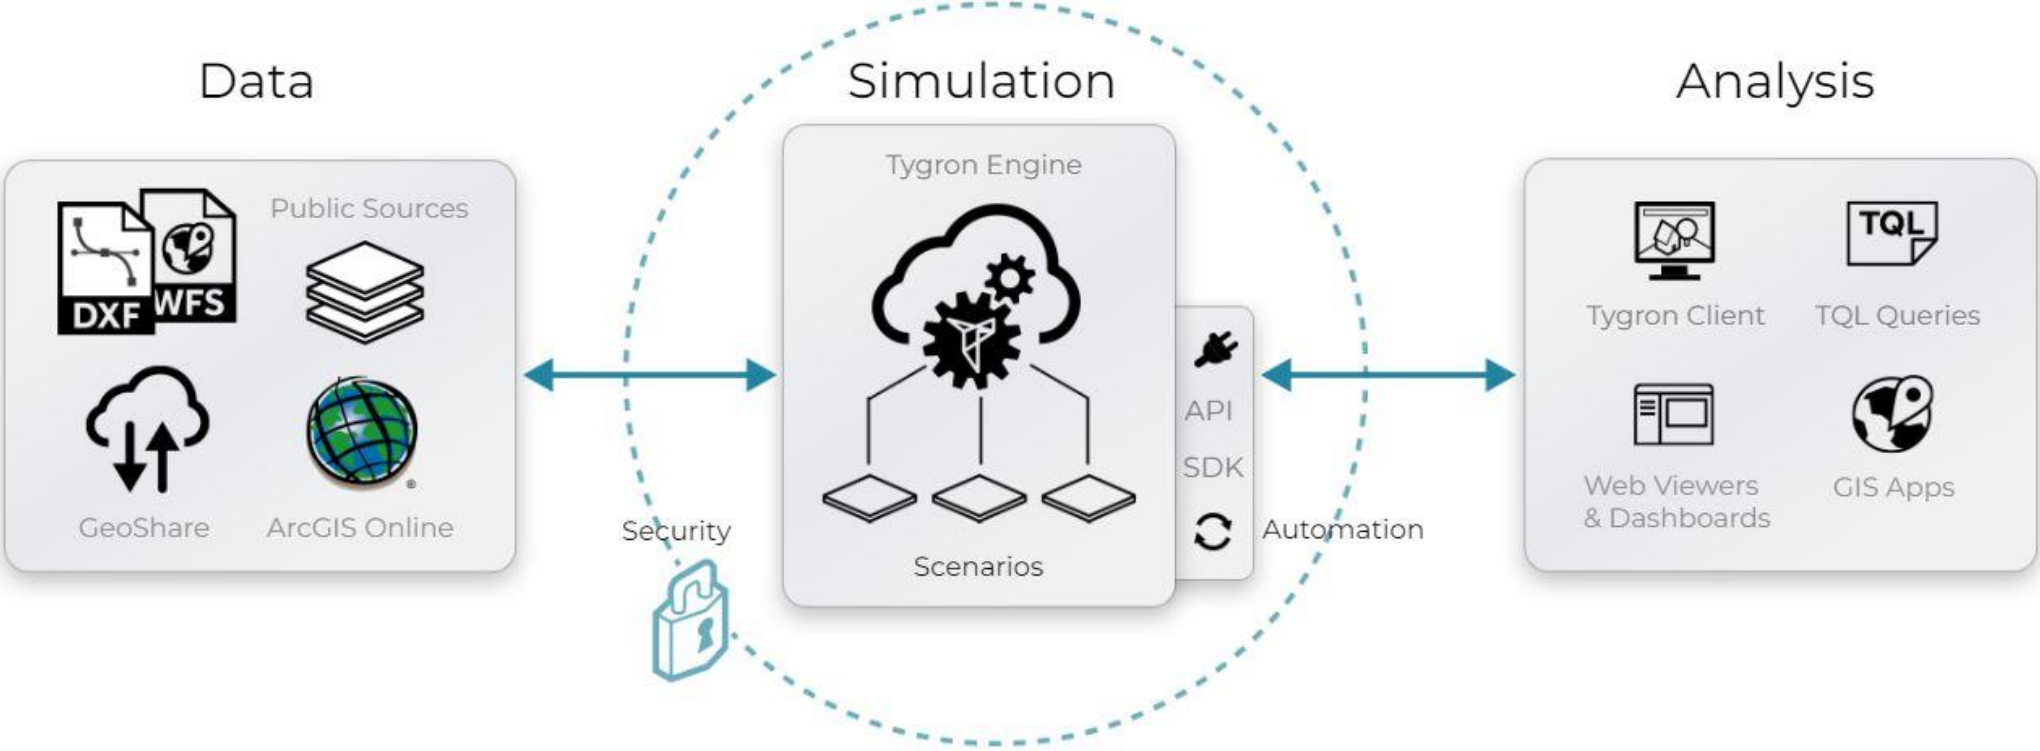 Data
Simulation
Analysis
Public Sources
DXF
WFS
GeoShare
ArcGIS Online
®
Security
Tygron Engine
Scenarios
API
SDK
Automation
Tygron Client
TQL
TQL Queries
Web Viewers
& Dashboards
GIS Apps